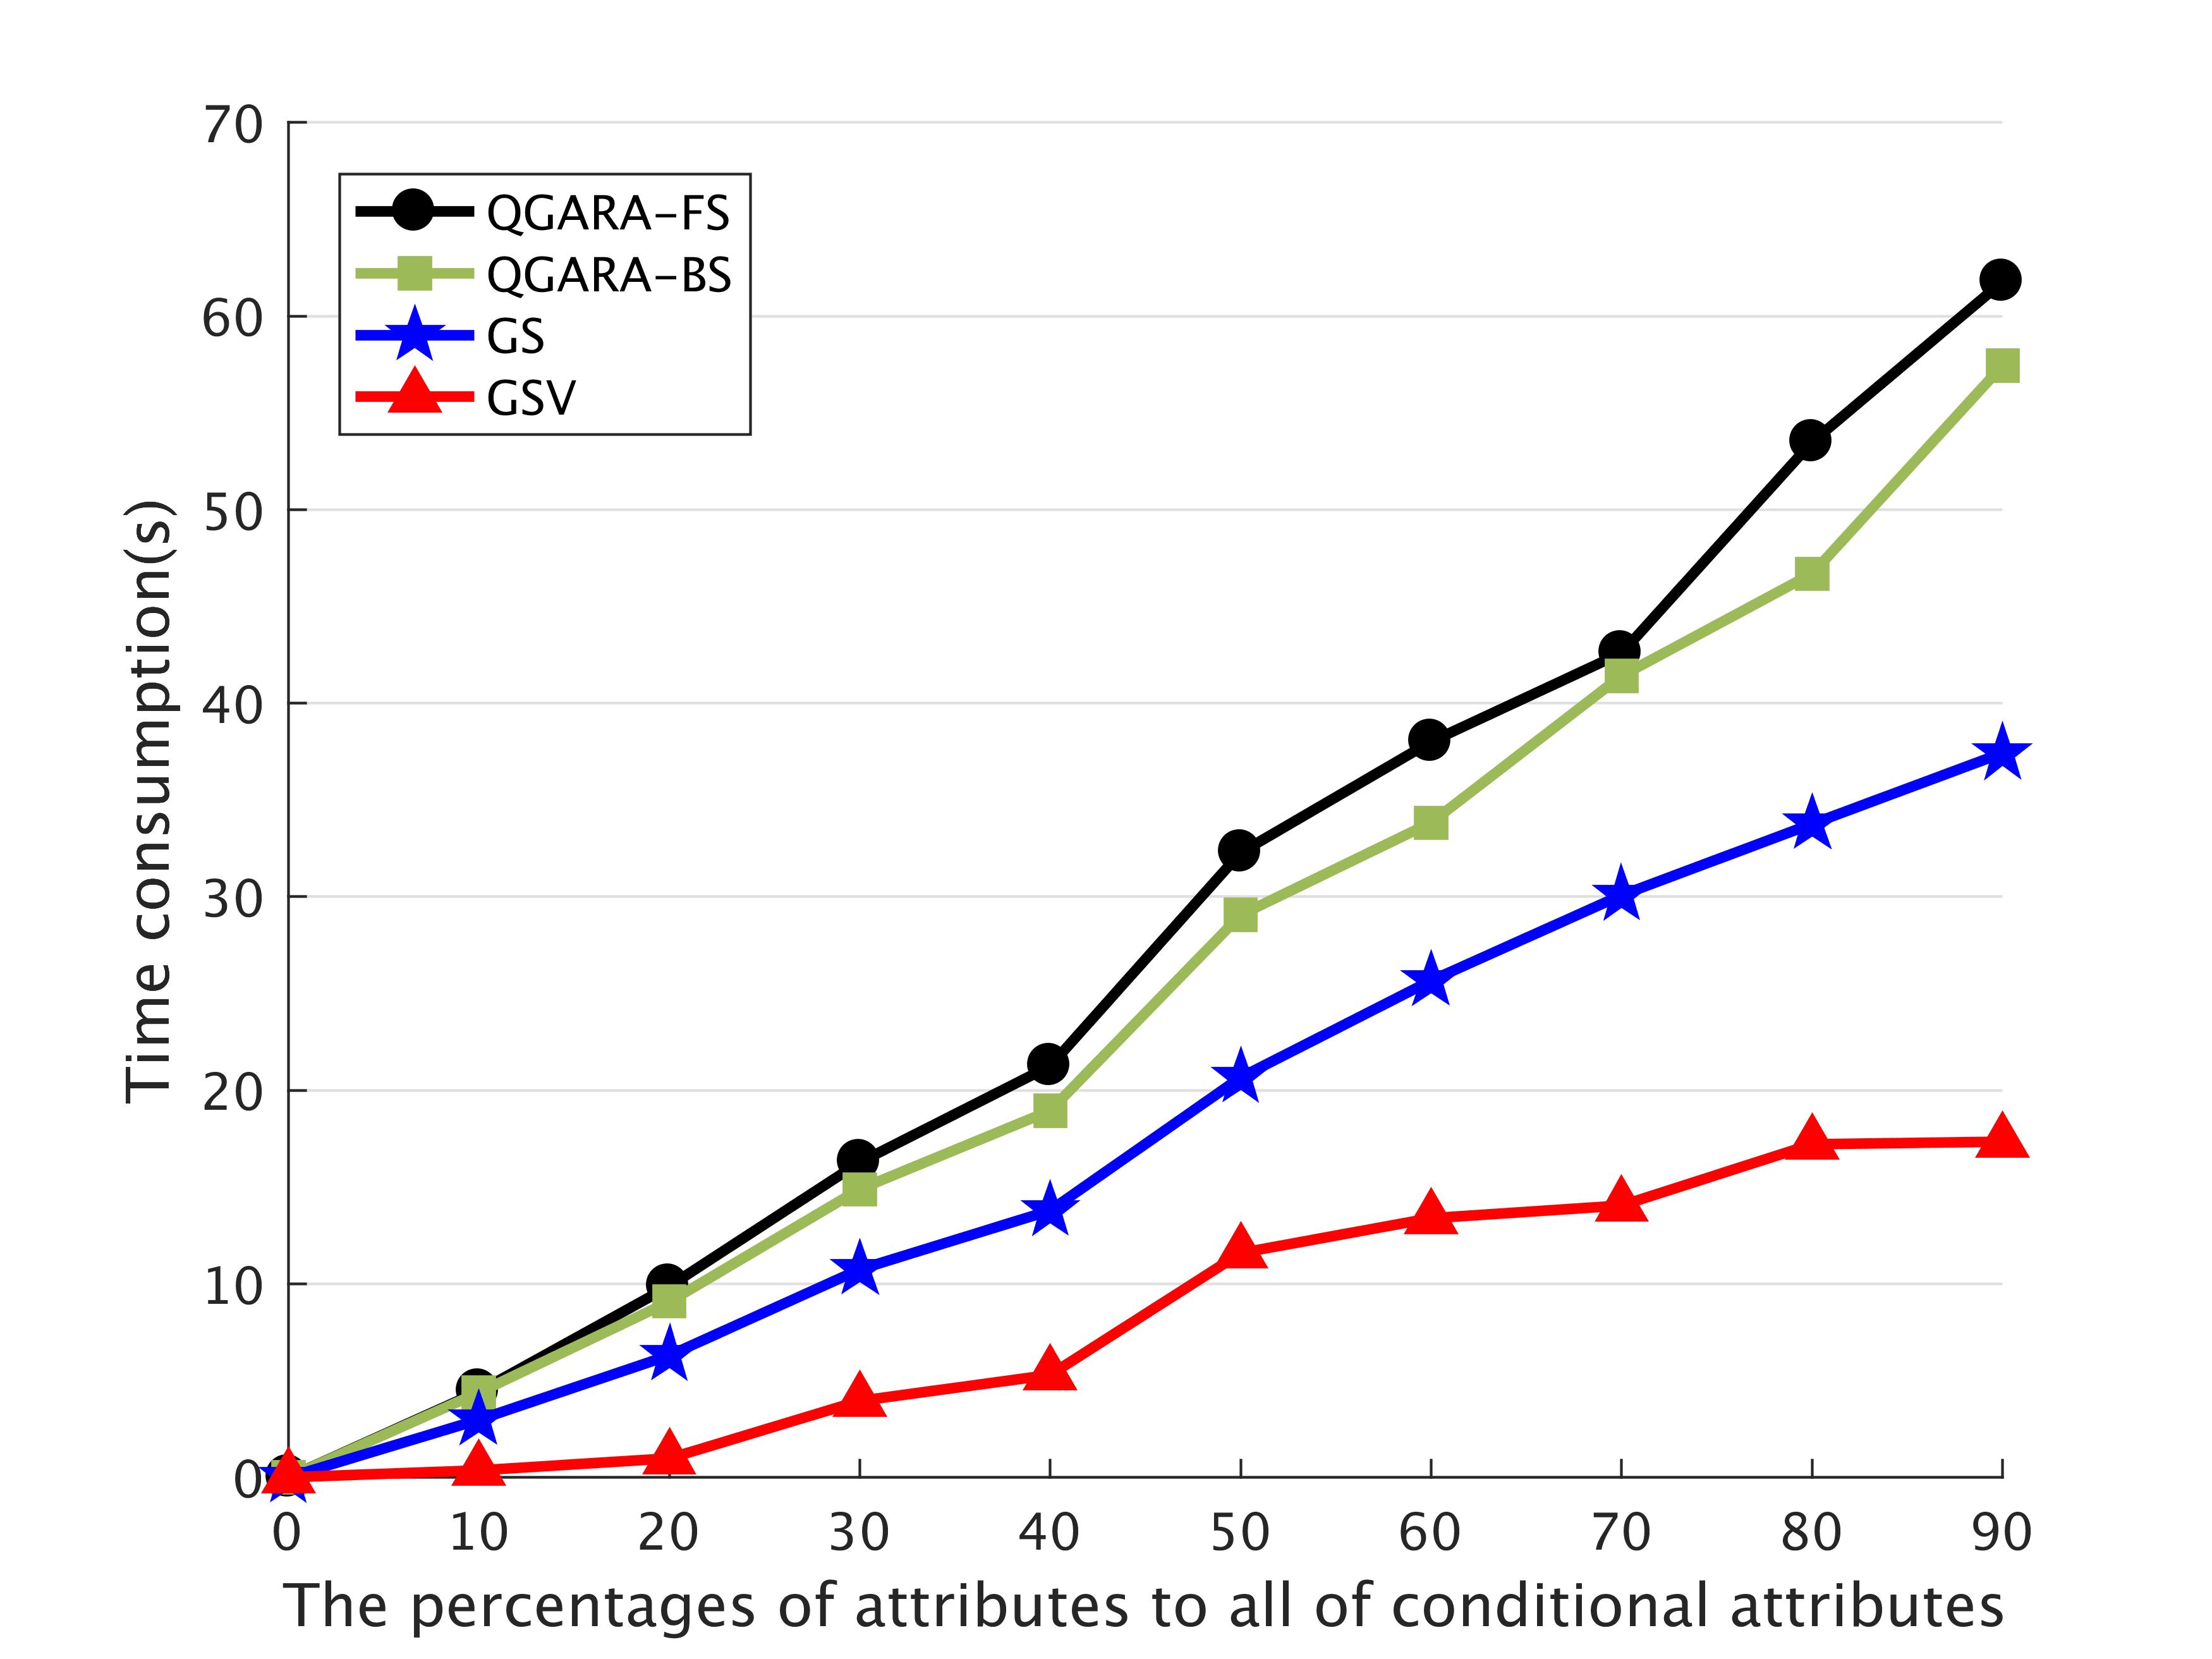 70
60
50
40
30
20
10
0
Time consumption(s)
QGARA-FS
QGARA-BS
GS
GSV
0 10 20 30 40 50 60 70 80 90
The percentages of attributes to all of conditional attributes